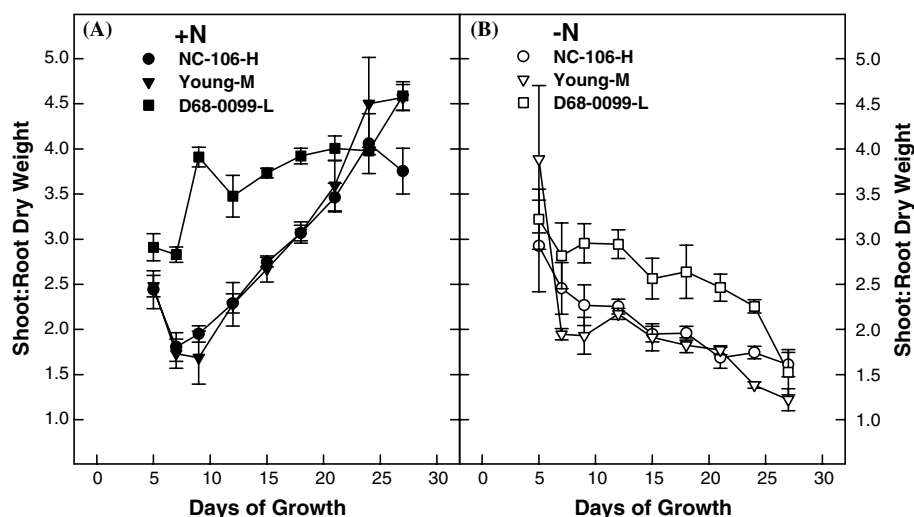 (A)
+N
NC-106-H
Young-M
D68-0099-L
5.0
4.5
4.0
3.5
3.0
2.5
2.0
1.5
1.0
Shoot:Root Dry Weight
0 5 10 15 20 25 30
Days of Growth
(B)
-N
NC-106-H
Young-M
D68-0099-L
5.0
4.5
4.0
3.5
3.0
2.5
2.0
1.5
1.0
Shoot:Root Dry Weight
0 5 10 15 20 25 30
Days of Growth